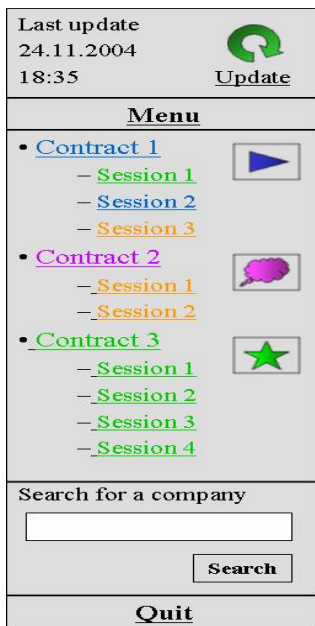 Last update
24.11.2004
18:35
Update
Menu
• Contract 1
– Session 1
– Session 2
– Session 3
• Contract 2
– Session 1
– Session 2
• Contract 3
– Session 1
– Session 2
– Session 3
– Session 4
Search for a company
Search
Quit